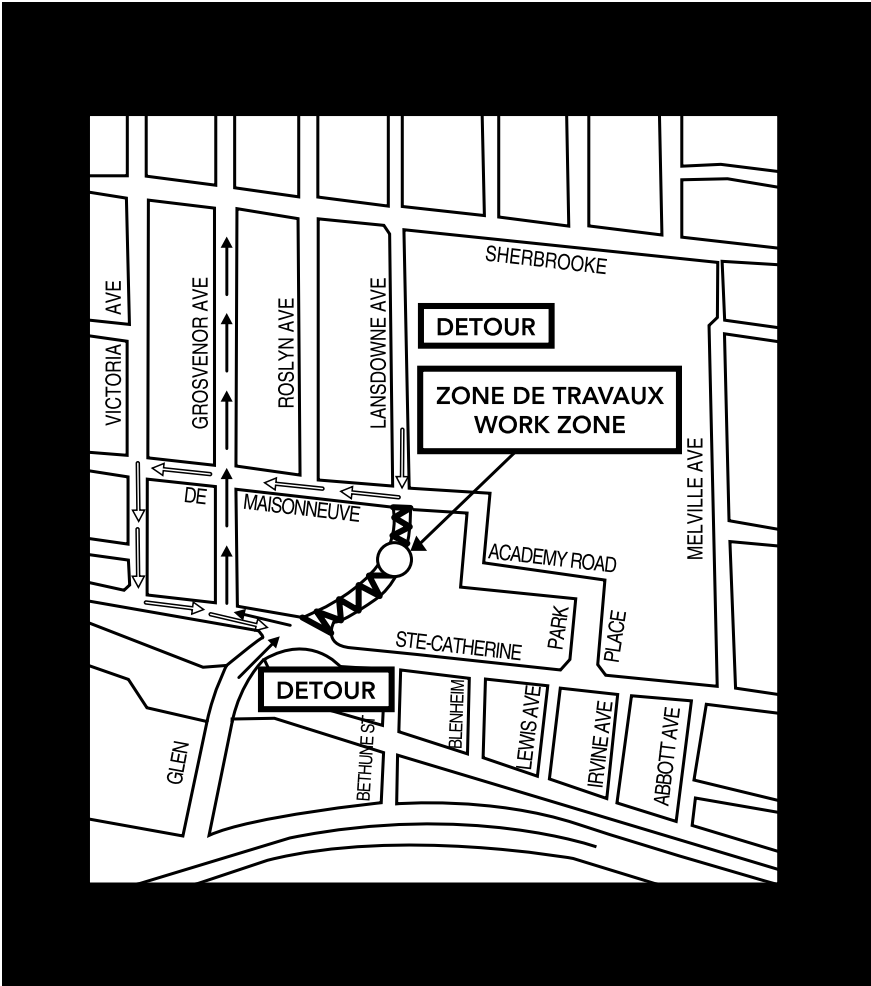 SHERBROOKE
VICTORIA AVE
GROSVENOR AVE
ROSLYN AVE
LANSDOWNE AVE
DETOUR
ZONE DE TRAVAUX
WORK ZONE
MELVILLE AVE
DE MAISONNEUVE
ACADEMY ROAD
PARK PLACE
STE-CATHERINE
DETOUR
GLEN
BETHUNE ST
BLENHEIM
LEWIS AVE
IRVINE AVE
ABBOTT AVE